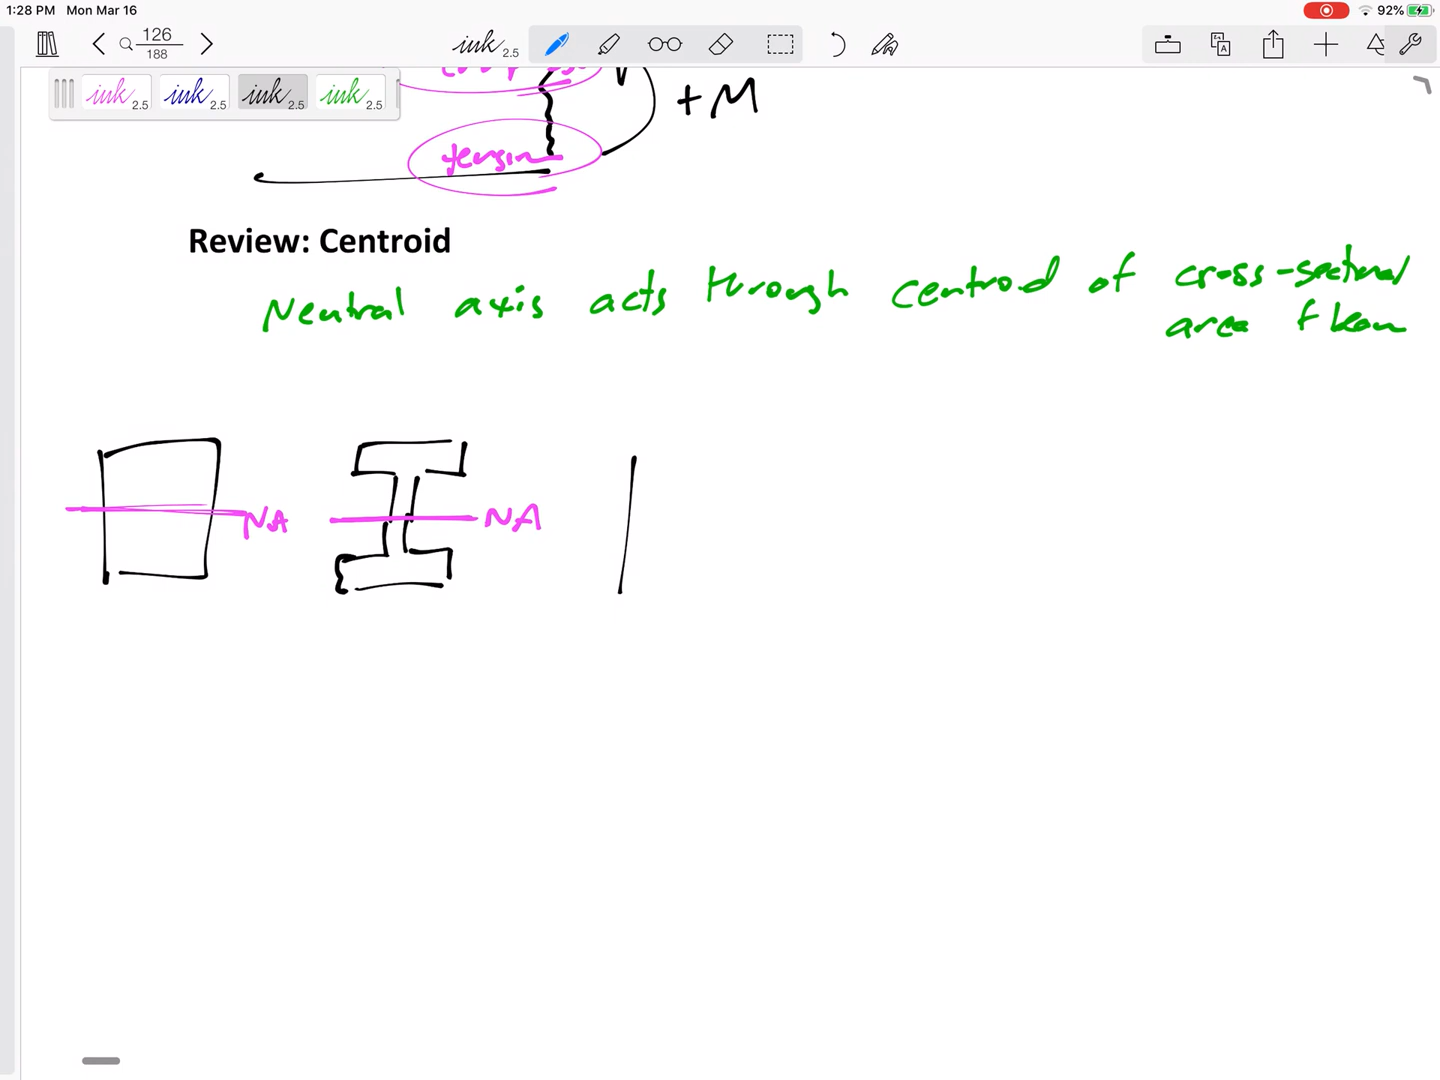 1:28 PM Mon Mar 16
92%
126
188
ink 2.5
ink 2.5 ink 2.5 ink 2.5 ink 2.5
+M
tension
Review: Centroid
Neutral axis acts through centroid of cross-sectional
area of beam
NA
NA